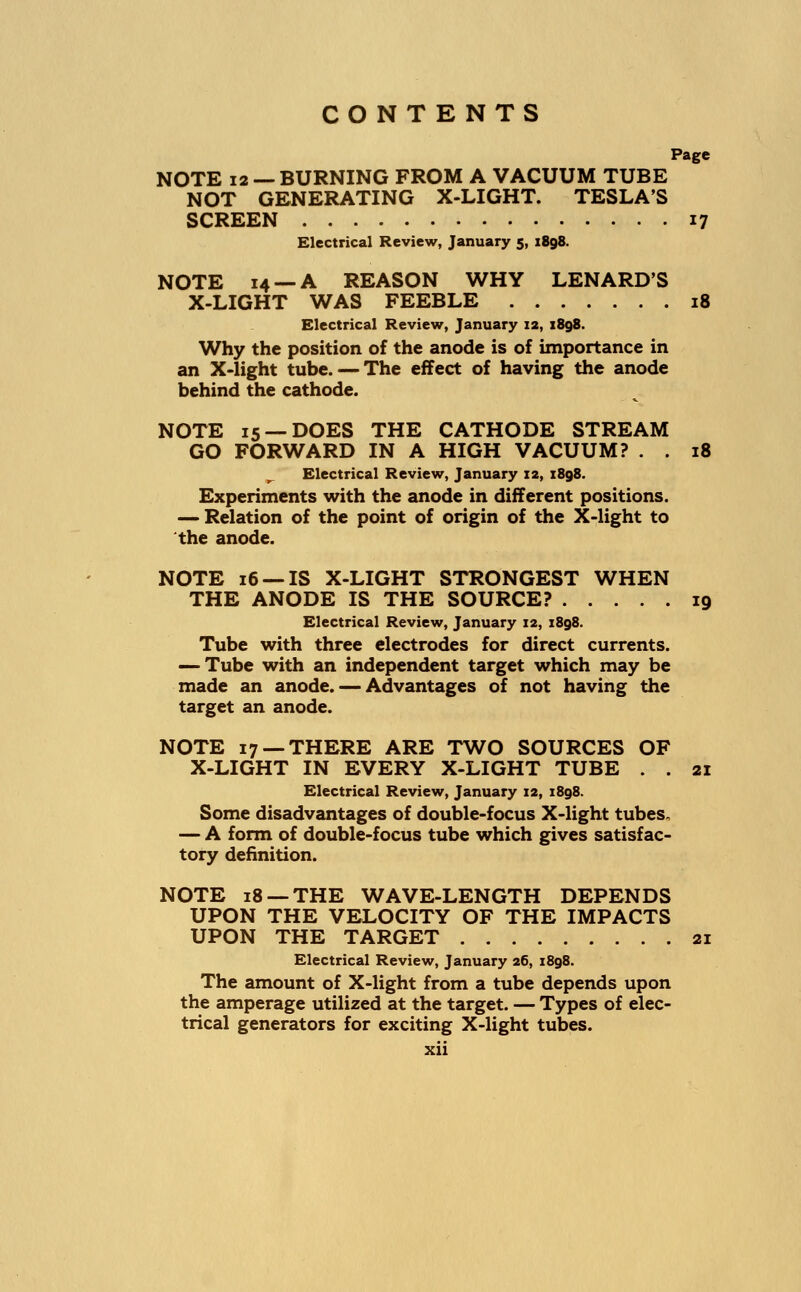 CONTENTS
Page
NOTE 12 — BURNING FROM A VACUUM TUBE
NOT GENERATING X-LIGHT. TESLA'S
SCREEN . . . . . . . . . . . . . . . . 17
Electrical Review, January 5, 1898.
NOTE 14 — A REASON WHY LENARD'S
X-LIGHT WAS FEEBLE . . . . . . . 18
Electrical Review, January 12, 1898.
Why the position of the anode is of importance in
an X-light tube. — The effect of having the anode
behind the cathode.
NOTE 15 — DOES THE CATHODE STREAM
GO FORWARD IN A HIGH VACUUM? . . 18
Electrical Review, January 12, 1898.
Experiments with the anode in different positions.
— Relation of the point of origin of the X-light to
the anode.
NOTE 16 — IS X-LIGHT STRONGEST WHEN
THE ANODE IS THE SOURCE? . . . . . 19
Electrical Review, January 12, 1898.
Tube with three electrodes for direct currents.
— Tube with an independent target which may be
made an anode. — Advantages of not having the
target an anode.
NOTE 17 — THERE ARE TWO SOURCES OF
X-LIGHT IN EVERY X-LIGHT TUBE . . 21
Electrical Review, January 12, 1898.
Some disadvantages of double-focus X-light tubes.
— A form of double-focus tube which gives satisfac-
tory definition.
NOTE 18 — THE WAVE-LENGTH DEPENDS
UPON THE VELOCITY OF THE IMPACTS
UPON THE TARGET . . . . . . . . . 21
Electrical Review, January 26, 1898.
The amount of X-light from a tube depends upon
the amperage utilized at the target. — Types of elec-
trical generators for exciting X-light tubes.
xii